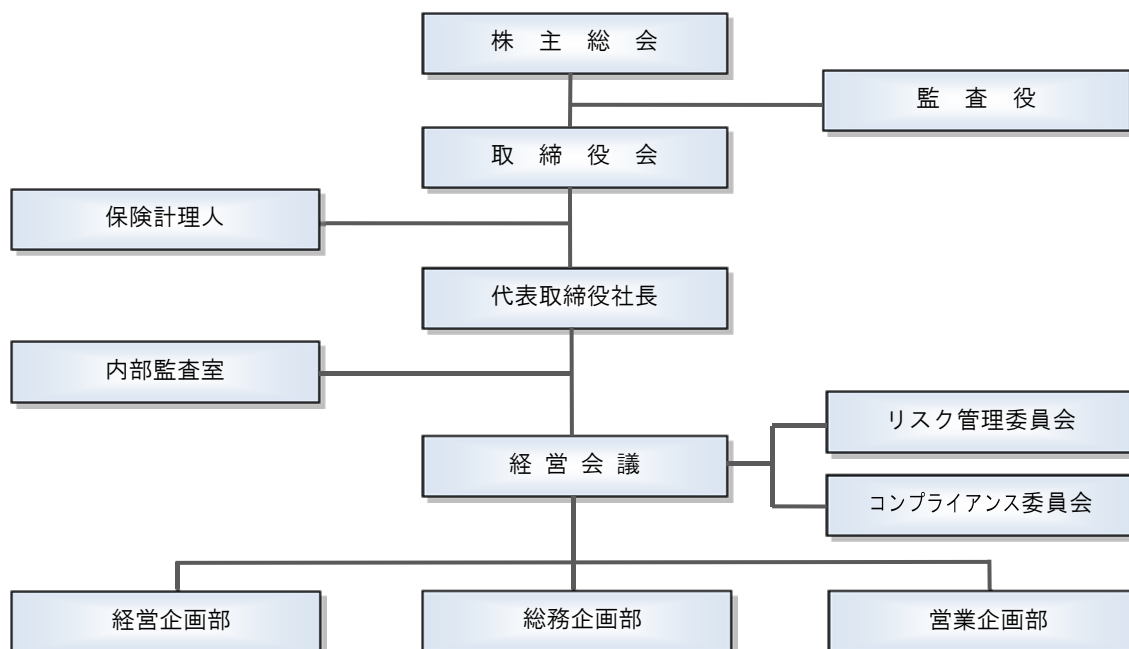 株　主　総　会
監　査　役
取　締　役　会
保険計理人
代表取締役社長
内部監査室
リスク管理委員会
経 営 会 議
コンプライアンス委員会
経営企画部
総務企画部
営業企画部